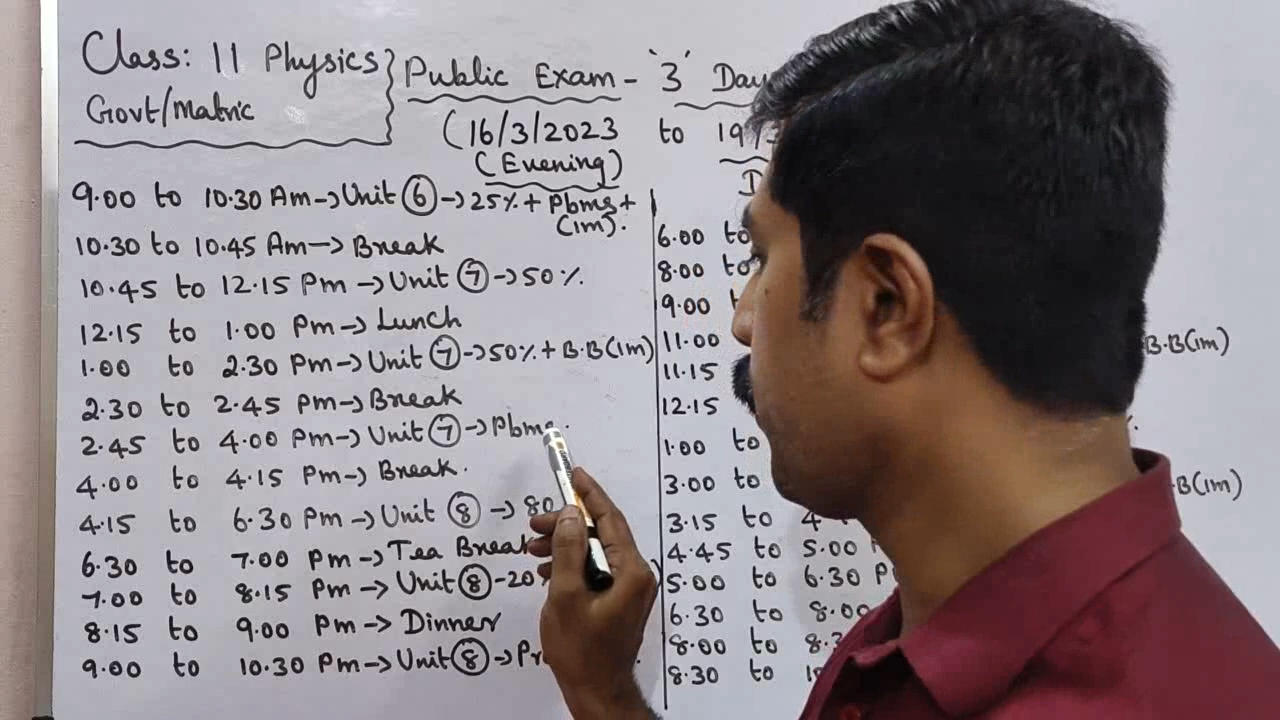 Class: 11 Physics
Govt/Matric
Public Exam - '3' Day
(16/3/2023 to 19/3
(Evening)
9.00 to 10.30 Am → Unit ⑥ → 25% + Pbms +
(1m).
10.30 to 10.45 Am → Break
10.45 to 12.15 Pm → Unit ⑦ → 50%.
12.15 to 1.00 Pm → Lunch
1.00 to 2.30 Pm → Unit ⑦ → 50% + B.B(1m)
2.30 to 2.45 Pm → Break
2.45 to 4.00 Pm → Unit ⑦ → Pbms.
4.00 to 4.15 Pm → Break.
4.15 to 6.30 Pm → Unit ⑧ → 80
6.30 to 7.00 Pm → Tea Break
7.00 to 8.15 Pm → Unit ⑧ - 20%
8.15 to 9.00 Pm → Dinner
9.00 to 10.30 Pm → Unit ⑧ →
6.00 to
8.00 to
9.00
11.00 B.B(1m)
11.15
12.15
1.00 to
3.00 to B(1m)
3.15 to 4
4.45 to 5.00
5.00 to 6.30 P
6.30 to 8.00
8.00 to 8.3
8.30 to